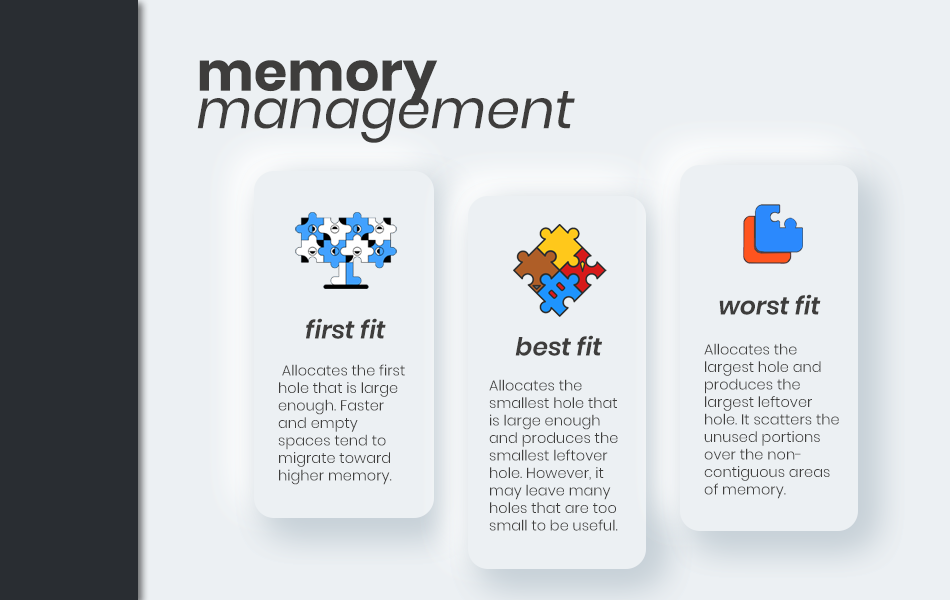 memory
management
first fit
Allocates the first
hole that is large
enough. Faster
and empty
spaces tend to
migrate toward
higher memory.
best fit
Allocates the
smallest hole that
is large enough
and produces the
smallest leftover
hole. However, it
may leave many
holes that are too
small to be useful.
worst fit
Allocates the
largest hole and
produces the
largest leftover
hole. It scatters the
unused portions
over the non-
contiguous areas
of memory.